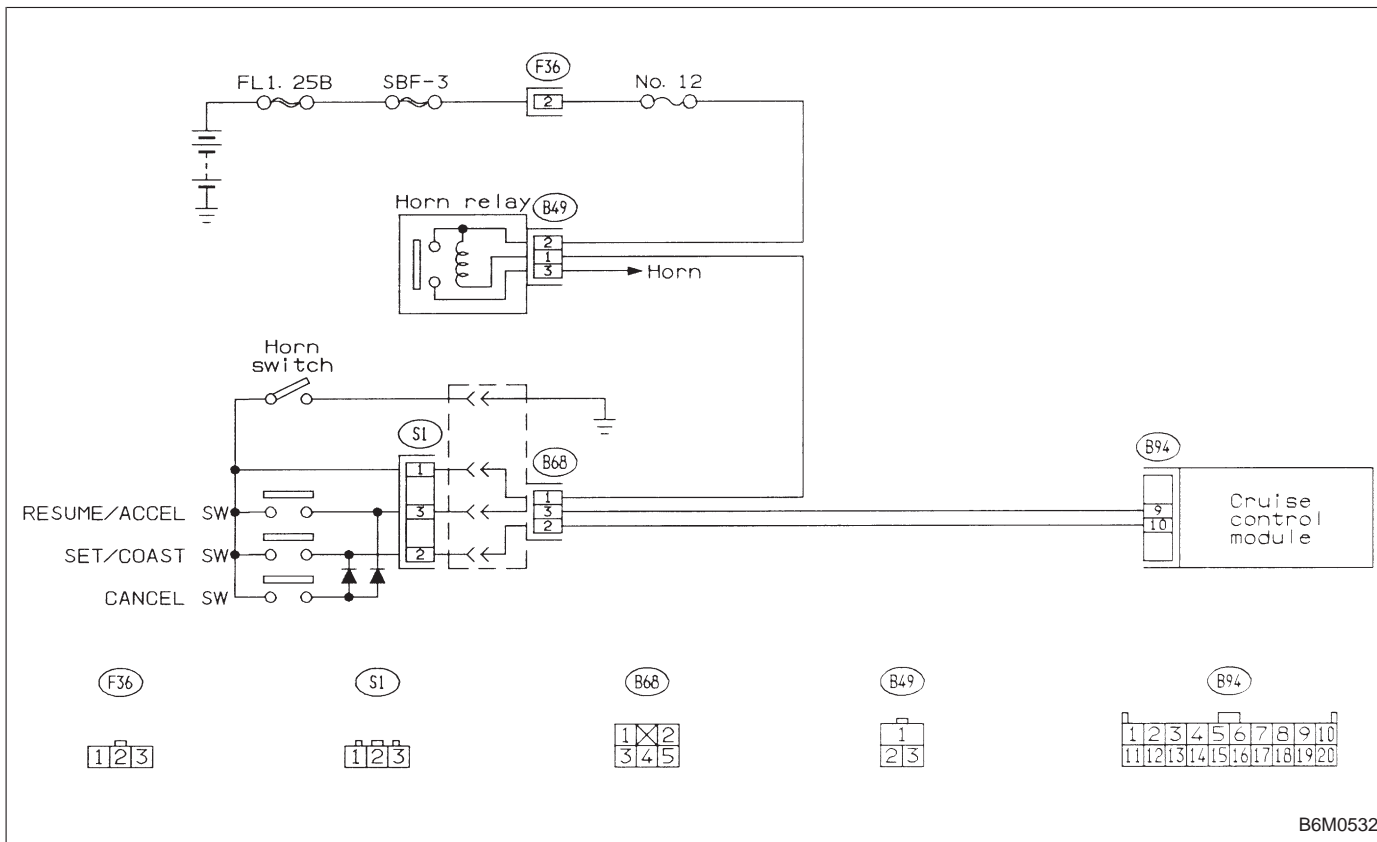 FL1. 25B SBF-3 F36 No. 12
2
Horn relay B49
2
1
3 Horn
Horn
switch
S1
B68
B94
1
1
RESUME/ACCEL SW 3 3 9
2 10
SET/COAST SW 2
CANCEL SW
Cruise
control
module
F36 S1 B68 B49 B94
1 2 3
1 2 3
1 2
3 4 5
1
2 3
1 2 3 4 5 6 7 8 9 10
11 12 13 14 15 16 17 18 19 20
B6M0532